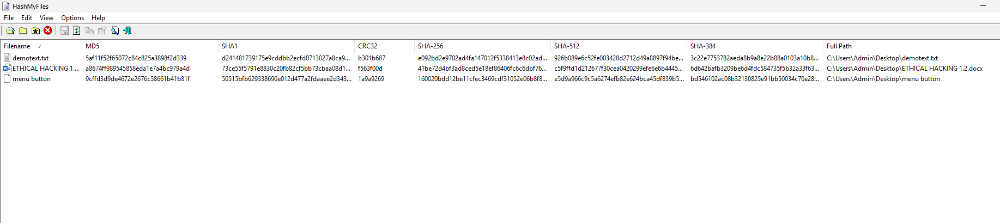 HashMyFiles
File Edit View Options Help
Filename MD5 SHA1 CRC32 SHA-256 SHA-512 SHA-384 Full Path
demotext.txt 5af11f52f65072c84c825a3898f2d339 d241481739175e9cddbb2ecfd0713027a8ca9... b301b687 e092bd2e9702ad4fa147012f5338413e8c02ad... 926b089e6c52fe003428d2712d49a8897f94be... 3c22e7753782aeda8b9a8e22b88a0103a10b8... C:\Users\Admin\Desktop\demotext.txt
ETHICAL HACKING 1.... a8674ff989545858eda1e7a4bc979a4d 73ce55f5791e8830c20fb82cf5bb73cbaa08d1... f563f00d 41be72d4bf3ad8ced5e18ef86406fc6c6dbf76... c5f9ffd1d212677f30cea0420299efe6e6b4445... 6d642bafb3209be6d4fdc584735f5b32a33f63... C:\Users\Admin\Desktop\ETHICAL HACKING 1.2.docx
menu button 9cffd3d9de4672e2676c58661b41b81f 50515bfb629338690e012d477a2fdaaee2d343... 1a9a9269 160020bdd12be11cfec3469cdf31052e06b8f8... e5d9a966c9c5a6274efb82e624bca45df839b5... bd546102ac08b32130825e91bb50034c70e28... C:\Users\Admin\Desktop\menu button